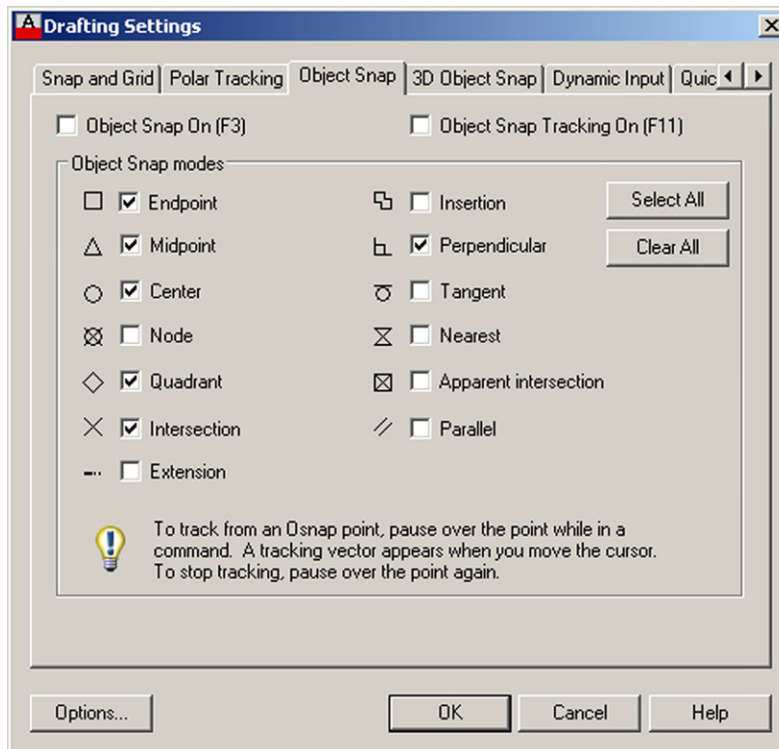 Drafting Settings
Snap and Grid Polar Tracking Object Snap 3D Object Snap Dynamic Input Quic
Object Snap On (F3) Object Snap Tracking On (F11)
Object Snap modes
Endpoint Insertion Select All
Midpoint Perpendicular Clear All
Center Tangent
Node Nearest
Quadrant Apparent intersection
Intersection Parallel
Extension
To track from an Osnap point, pause over the point while in a
command. A tracking vector appears when you move the cursor.
To stop tracking, pause over the point again.
Options... OK Cancel Help